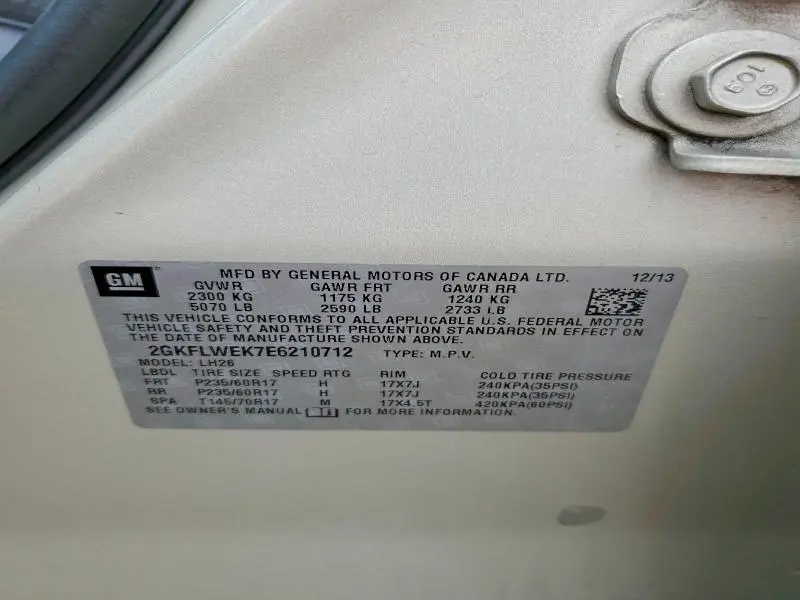 109
GM
MFD BY GENERAL MOTORS OF CANADA LTD. 12/13
GVWR GAWR FRT GAWR RR
2300 KG 1175 KG 1240 KG
5070 LB 2590 LB 2733 LB
THIS VEHICLE CONFORMS TO ALL APPLICABLE U.S. FEDERAL MOTOR
VEHICLE SAFETY AND THEFT PREVENTION STANDARDS IN EFFECT ON
THE DATE OF MANUFACTURE SHOWN ABOVE.
2GKFLWEK7E6210712 TYPE: M.P.V.
MODEL: LH26
LBDL TIRE SIZE SPEED RTG RIM COLD TIRE PRESSURE
FRT P235/60R17 H 17X7J 240KPA(35PSI)
RR P235/60R17 H 17X7J 240KPA(35PSI)
SPA T145/70R17 M 17X4.5T 420KPA(60PSI)
SEE OWNER'S MANUAL FOR MORE INFORMATION.